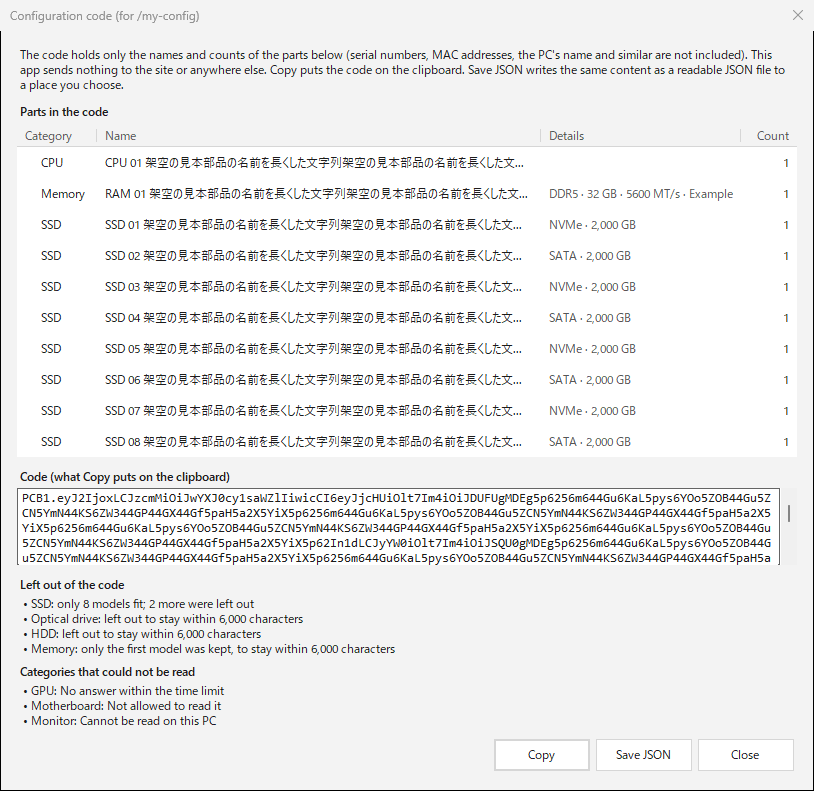 Configuration code (for /my-config)
The code holds only the names and counts of the parts below (serial numbers, MAC addresses, the PC's name and similar are not included). This
app sends nothing to the site or anywhere else. Copy puts the code on the clipboard. Save JSON writes the same content as a readable JSON file to
a place you choose.
Parts in the code
Category Name Details Count
CPU CPU 01 架空の見本部品の名前を長くした文字列架空の見本部品の名前を長くした文... 1
Memory RAM 01 架空の見本部品の名前を長くした文字列架空の見本部品の名前を長くした文... DDR5 · 32 GB · 5600 MT/s · Example 1
SSD SSD 01 架空の見本部品の名前を長くした文字列架空の見本部品の名前を長くした文... NVMe · 2,000 GB 1
SSD SSD 02 架空の見本部品の名前を長くした文字列架空の見本部品の名前を長くした文... SATA · 2,000 GB 1
SSD SSD 03 架空の見本部品の名前を長くした文字列架空の見本部品の名前を長くした文... NVMe · 2,000 GB 1
SSD SSD 04 架空の見本部品の名前を長くした文字列架空の見本部品の名前を長くした文... SATA · 2,000 GB 1
SSD SSD 05 架空の見本部品の名前を長くした文字列架空の見本部品の名前を長くした文... NVMe · 2,000 GB 1
SSD SSD 06 架空の見本部品の名前を長くした文字列架空の見本部品の名前を長くした文... SATA · 2,000 GB 1
SSD SSD 07 架空の見本部品の名前を長くした文字列架空の見本部品の名前を長くした文... NVMe · 2,000 GB 1
SSD SSD 08 架空の見本部品の名前を長くした文字列架空の見本部品の名前を長くした文... SATA · 2,000 GB 1
Code (what Copy puts on the clipboard)
PCB1.eyJ2IjoxLCJzcmMiOiJwYXJ0cy1saWZlIiwicCI6eyJjcHUiOlt7Im4iOiJDUFUgMDEg5p6256m644Gu6KaL5pys6YOo5ZOB44Gu5Z
CN5YmN44KS6ZW344GP44GX44Gf5paH5a2X5YiX5p6256m644Gu6KaL5pys6YOo5ZOB44Gu5ZCN5YmN44KS6ZW344GP44GX44Gf5paH5a2X5
YiX5p6256m644Gu6KaL5pys6YOo5ZOB44Gu5ZCN5YmN44KS6ZW344GP44GX44Gf5paH5a2X5YiX5p6256m644Gu6KaL5pys6YOo5ZOB44Gu
5ZCN5YmN44KS6ZW344GP44GX44Gf5paH5a2X5YiX5p62In1dLCJyYW0iOlt7Im4iOiJSQU0gMDEg5p6256m644Gu6KaL5pys6YOo5ZOB44G
u5ZCN5YmN44KS6ZW344GP44GX44Gf5paH5a2X5YiX5p6256m644Gu6KaL5pys6YOo5ZOB44Gu5ZCN5YmN44KS6ZW344GP44GX44Gf5paH5a
Left out of the code
• SSD: only 8 models fit; 2 more were left out
• Optical drive: left out to stay within 6,000 characters
• HDD: left out to stay within 6,000 characters
• Memory: only the first model was kept, to stay within 6,000 characters
Categories that could not be read
• GPU: No answer within the time limit
• Motherboard: Not allowed to read it
• Monitor: Cannot be read on this PC
Copy Save JSON Close